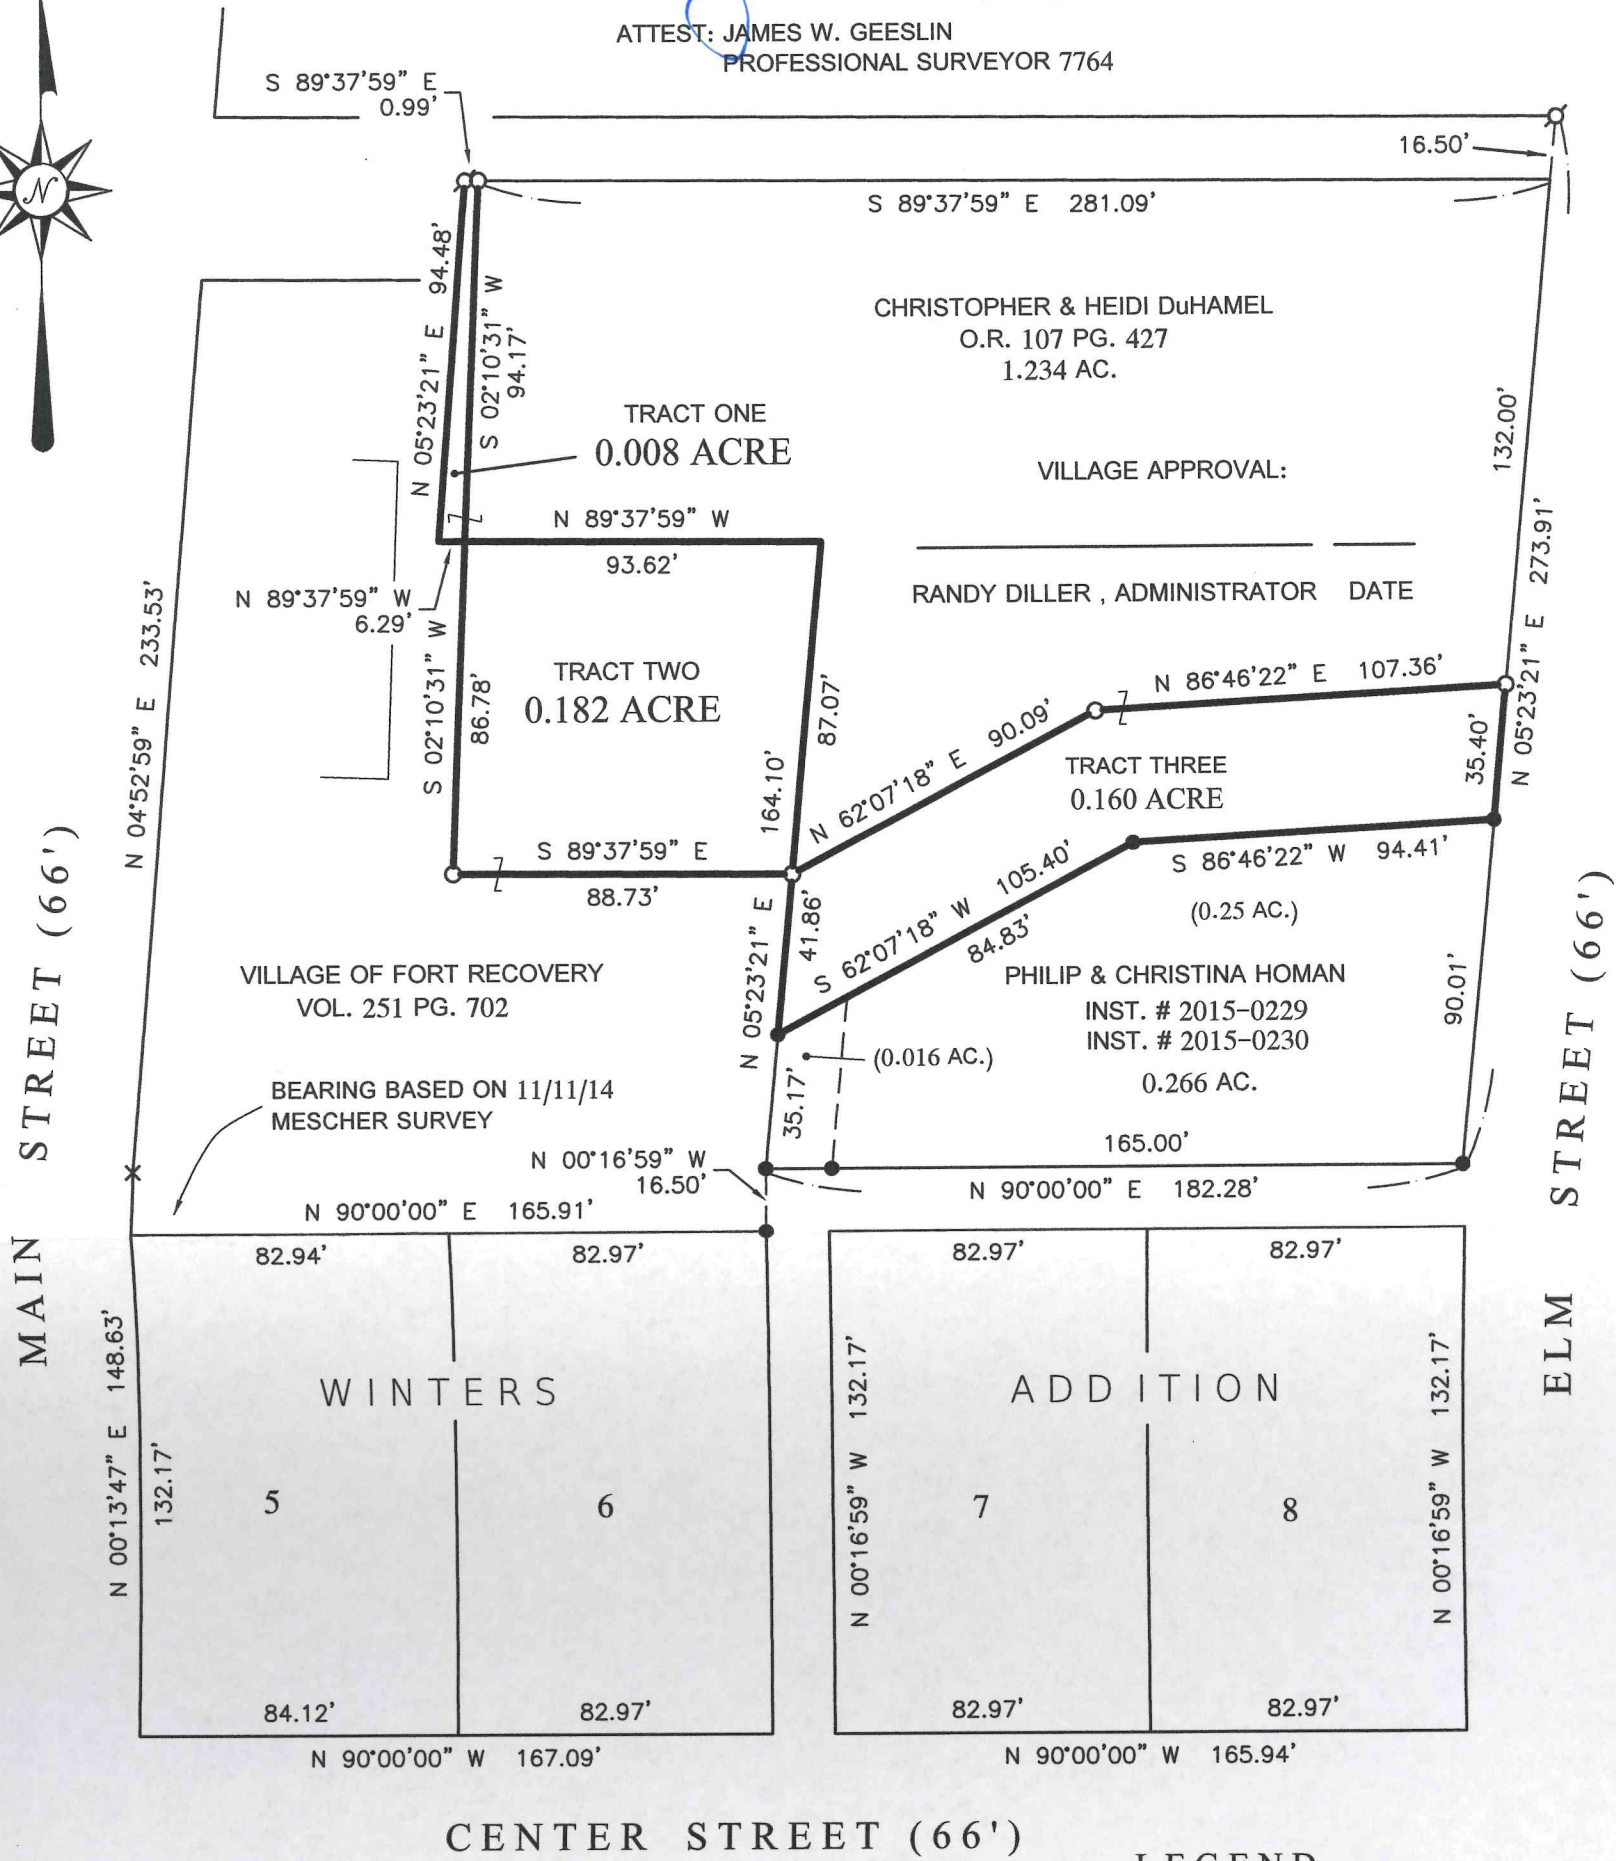 ATTEST: JAMES W. GEESLIN
PROFESSIONAL SURVEYOR 7764
S 89°37'59" E
0.99'
16.50'
N
S 89°37'59" E 281.09'
N 05°23'21" E 94.48'
S 02°10'31" W
94.17'
CHRISTOPHER & HEIDI DuHAMEL
O.R. 107 PG. 427
1.234 AC.
TRACT ONE
0.008 ACRE
132.00'
VILLAGE APPROVAL:
N 89°37'59" W
93.62'
N 05°23'21" E 273.91'
RANDY DILLER , ADMINISTRATOR DATE
N 89°37'59" W
6.29'
N 04°52'59" E 233.53'
S 02°10'31" W
86.78'
TRACT TWO
0.182 ACRE
87.07'
164.10'
N 86°46'22" E 107.36'
N 62°07'18" E 90.09'
35.40'
TRACT THREE
0.160 ACRE
S 89°37'59" E
88.73'
S 86°46'22" W 94.41'
S 62°07'18" W 105.40'
84.83'
(0.25 AC.)
N 05°23'21" E
41.86'
VILLAGE OF FORT RECOVERY
VOL. 251 PG. 702
PHILIP & CHRISTINA HOMAN
INST. # 2015-0229
INST. # 2015-0230
0.266 AC.
90.01'
(0.016 AC.)
35.17'
BEARING BASED ON 11/11/14
MESCHER SURVEY
N 00°16'59" W
16.50'
165.00'
N 90°00'00" E 182.28'
N 90°00'00" E 165.91'
MAIN STREET (66')
ELM STREET (66')
82.94' 82.97' 82.97' 82.97'
N 00°13'47" E 148.63'
132.17'
WINTERS ADDITION
N 00°16'59" W 132.17'
N 00°16'59" W 132.17'
5 6 7 8
84.12' 82.97' 82.97' 82.97'
N 90°00'00" W 167.09'
N 90°00'00" W 165.94'
CENTER STREET (66')
LEGEND